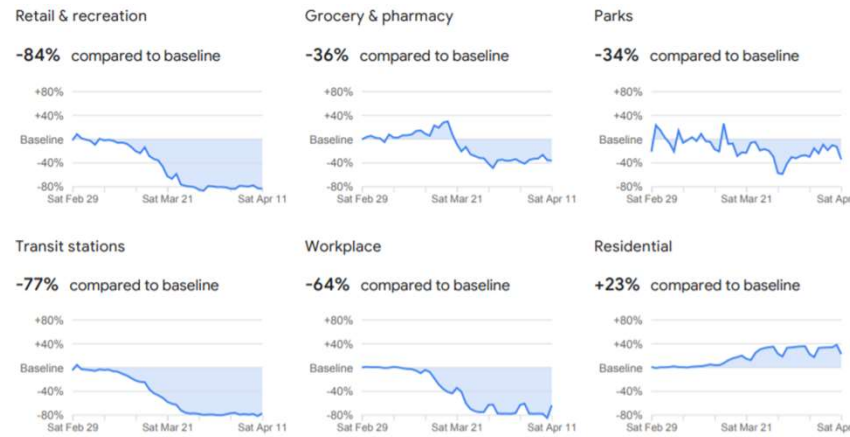 Retail & recreation
-84% compared to baseline
+80%
+40%
Baseline
-40%
-80%
Sat Feb 29 Sat Mar 21 Sat Apr 11
Grocery & pharmacy
-36% compared to baseline
+80%
+40%
Baseline
-40%
-80%
Sat Feb 29 Sat Mar 21 Sat Apr 11
Parks
-34% compared to baseline
+80%
+40%
Baseline
-40%
-80%
Sat Feb 29 Sat Mar 21 Sat Apr
Transit stations
-77% compared to baseline
+80%
+40%
Baseline
-40%
-80%
Sat Feb 29 Sat Mar 21 Sat Apr 11
Workplace
-64% compared to baseline
+80%
+40%
Baseline
-40%
-80%
Sat Feb 29 Sat Mar 21 Sat Apr 11
Residential
+23% compared to baseline
+80%
+40%
Baseline
-40%
-80%
Sat Feb 29 Sat Mar 21 Sat Apr